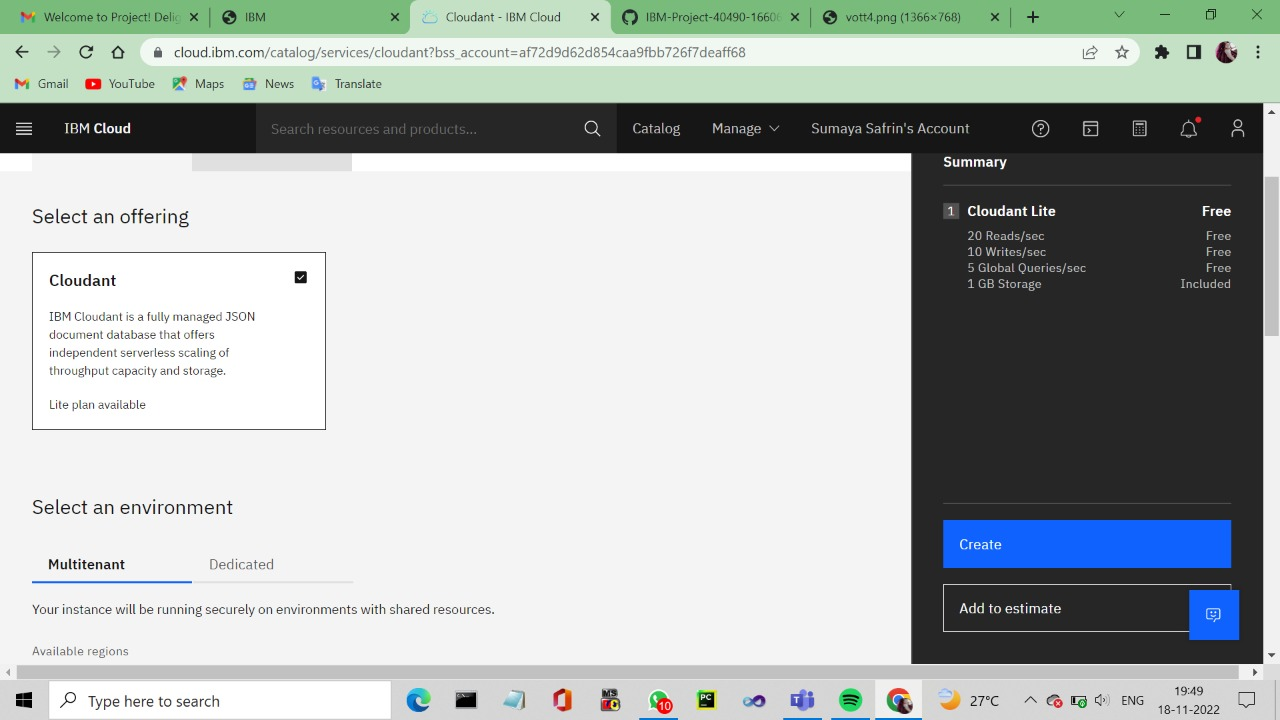 Welcome to Project! Delig
IBM
Cloudant - IBM Cloud
IBM-Project-40490-16606
vott4.png (1366×768)
cloud.ibm.com/catalog/services/cloudant?bss_account=af72d9d62d854caa9fbb726f7deaff68
Gmail
YouTube
Maps
News
Translate
IBM Cloud
Search resources and products...
Catalog
Manage
Sumaya Safrin's Account
Select an offering
Cloudant
IBM Cloudant is a fully managed JSON
document database that offers
independent serverless scaling of
throughput capacity and storage.
Lite plan available
Select an environment
Multitenant
Dedicated
Your instance will be running securely on environments with shared resources.
Available regions
Summary
1 Cloudant Lite Free
20 Reads/sec Free
10 Writes/sec Free
5 Global Queries/sec Free
1 GB Storage Included
Create
Add to estimate
Type here to search
10
27°C
ENG
19:49
18-11-2022